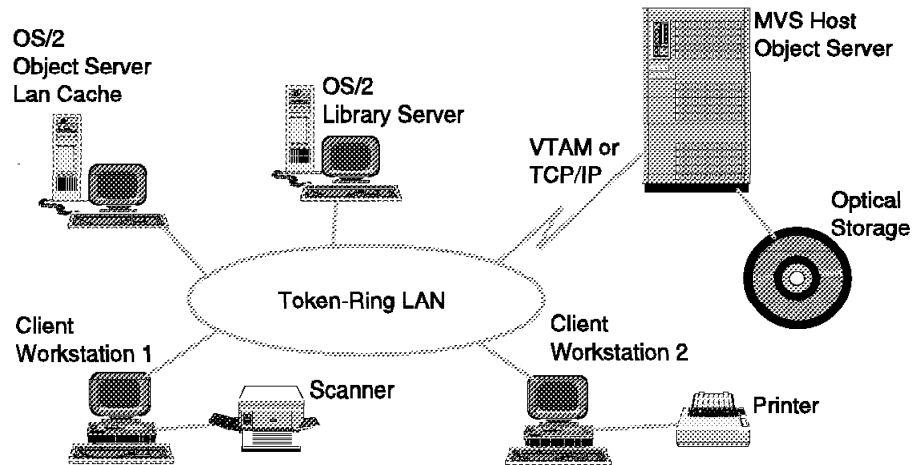 OS/2
Object Server
Lan Cache
OS/2
Library Server
MVS Host
Object Server
VTAM or
TCP/IP
Optical
Storage
Token-Ring LAN
Client
Workstation 1
Scanner
Client
Workstation 2
Printer